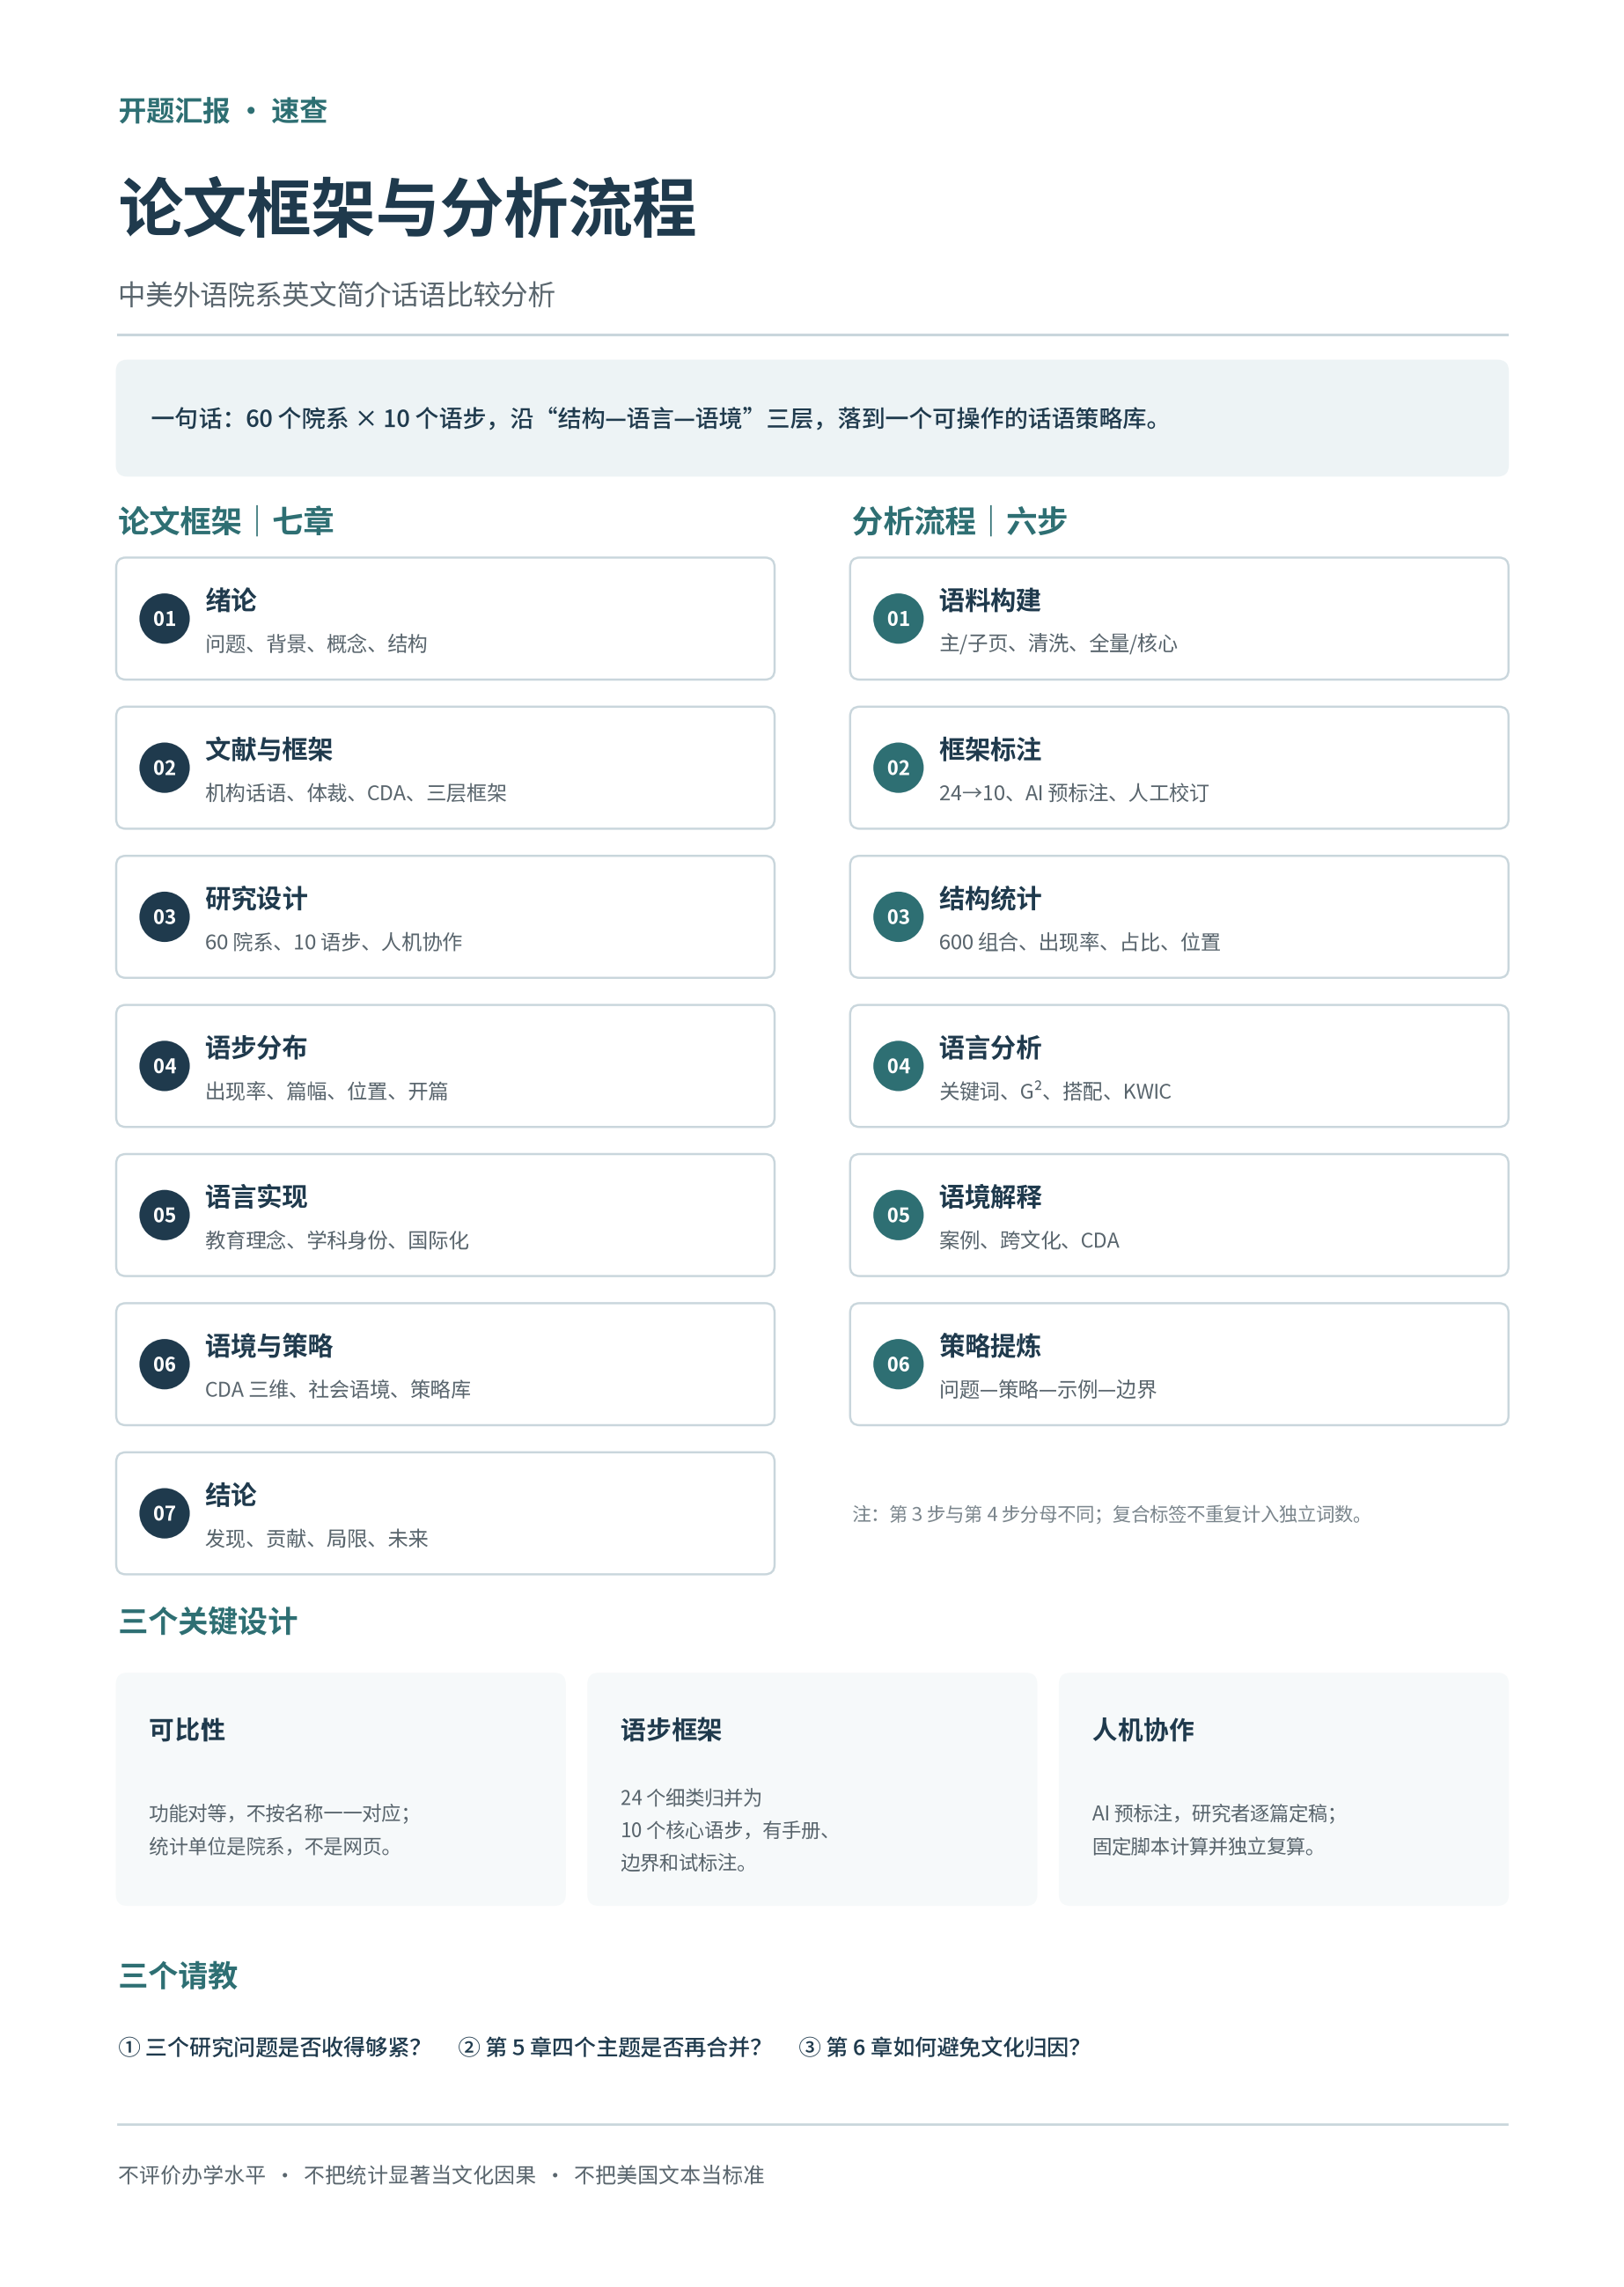 开题汇报 · 速查
论文框架与分析流程
中美外语院系英文简介话语比较分析
一句话：60 个院系 × 10 个语步，沿“结构—语言—语境”三层，落到一个可操作的话语策略库。
论文框架｜七章
01
绪论
问题、背景、概念、结构
02
文献与框架
机构话语、体裁、CDA、三层框架
03
研究设计
60 院系、10 语步、人机协作
04
语步分布
出现率、篇幅、位置、开篇
05
语言实现
教育理念、学科身份、国际化
06
语境与策略
CDA 三维、社会语境、策略库
07
结论
发现、贡献、局限、未来
分析流程｜六步
01
语料构建
主/子页、清洗、全量/核心
02
框架标注
24→10、AI 预标注、人工校订
03
结构统计
600 组合、出现率、占比、位置
04
语言分析
关键词、G²、搭配、KWIC
05
语境解释
案例、跨文化、CDA
06
策略提炼
问题—策略—示例—边界
注：第 3 步与第 4 步分母不同；复合标签不重复计入独立词数。
三个关键设计
可比性
功能对等，不按名称一一对应；
统计单位是院系，不是网页。
语步框架
24 个细类归并为
10 个核心语步，有手册、
边界和试标注。
人机协作
AI 预标注，研究者逐篇定稿；
固定脚本计算并独立复算。
三个请教
① 三个研究问题是否收得够紧？ ② 第 5 章四个主题是否再合并？ ③ 第 6 章如何避免文化归因？
不评价办学水平 · 不把统计显著当文化因果 · 不把美国文本当标准